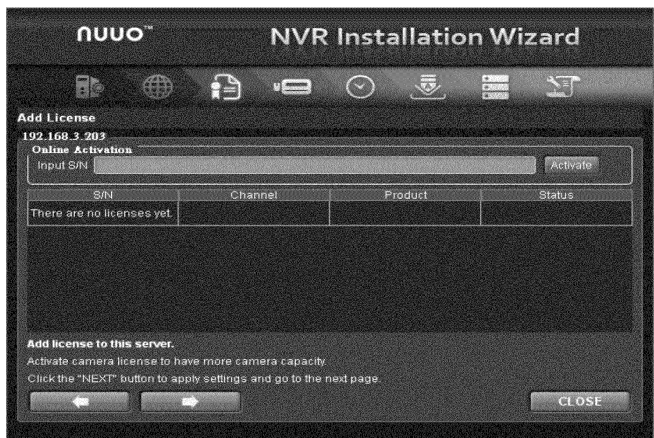 nuuo™
NVR Installation Wizard
Add License
192.168.3.203
Online Activation
Input S/N
Activate
S/N Channel Product Status
There are no licenses yet.
Add license to this server.
Activate camera license to have more camera capacity.
Click the "NEXT" button to apply settings and go to the next page.
CLOSE